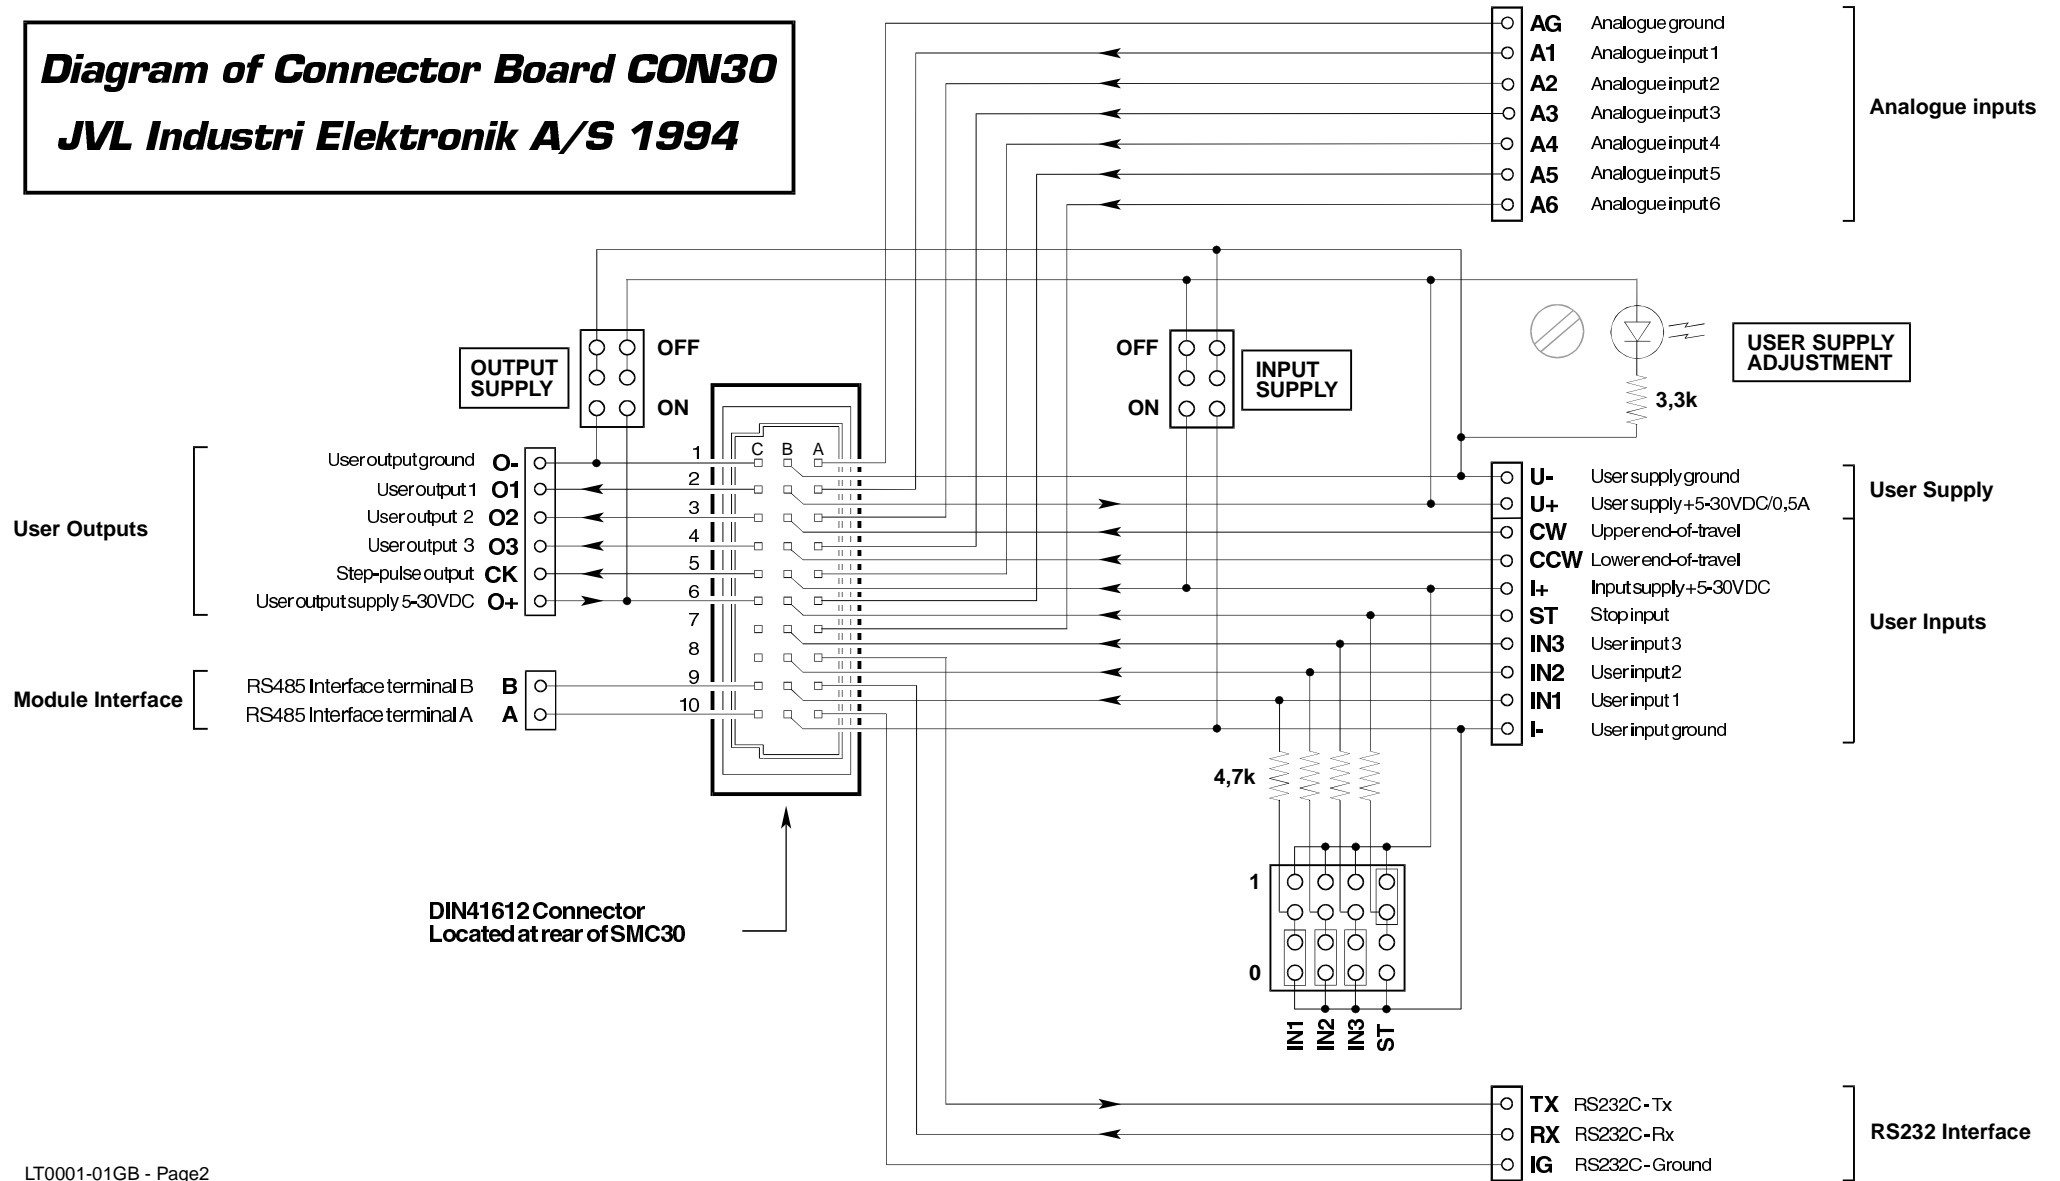 Diagram of Connector Board CON30
JVL Industri Elektronik A/S 1994
AG Analogue ground
A1 Analogue input 1
A2 Analogue input 2
A3 Analogue input 3
A4 Analogue input 4
A5 Analogue input 5
A6 Analogue input 6
Analogue inputs
OUTPUT
SUPPLY
OFF
ON
OFF
ON
INPUT
SUPPLY
USER SUPPLY
ADJUSTMENT
3,3k
C B A
1
2
3
4
5
6
7
8
9
10
User Outputs
User output ground O-
User output 1 O1
User output 2 O2
User output 3 O3
Step-pulse output CK
User output supply 5-30VDC O+
Module Interface
RS485 Interface terminal B B
RS485 Interface terminal A A
U- User supply ground
U+ User supply +5-30VDC/0,5A
User Supply
CW Upper end-of-travel
CCW Lower end-of-travel
I+ Input supply +5-30VDC
ST Stop input
IN3 User input 3
IN2 User input 2
IN1 User input 1
I- User input ground
User Inputs
4,7k
1
0
IN1
IN2
IN3
ST
DIN41612 Connector
Located at rear of SMC30
TX RS232C - Tx
RX RS232C - Rx
IG RS232C - Ground
RS232 Interface
LT0001-01GB - Page2